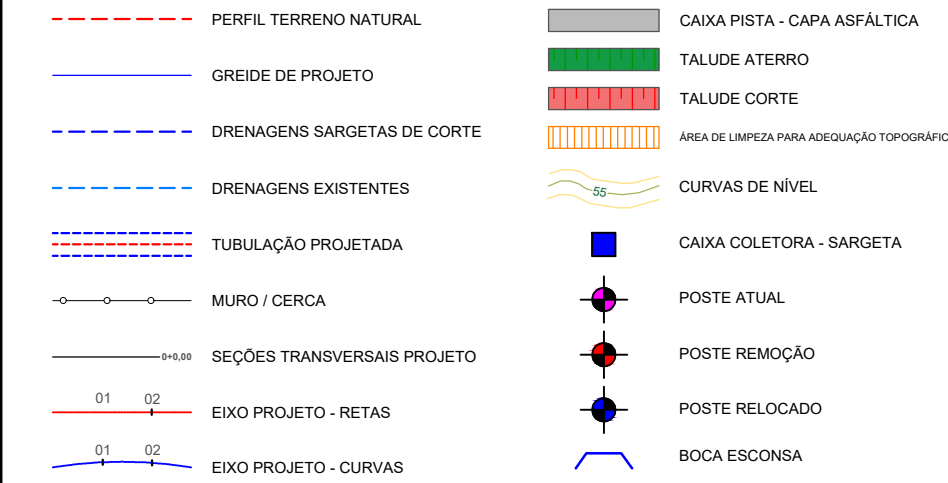 PERFIL TERRENO NATURAL
GREIDE DE PROJETO
DRENAGENS SARGETAS DE CORTE
DRENAGENS EXISTENTES
TUBULAÇÃO PROJETADA
MURO / CERCA
0+0,00 SEÇÕES TRANSVERSAIS PROJETO
01 02
EIXO PROJETO - RETAS
01 02
EIXO PROJETO - CURVAS
CAIXA PISTA - CAPA ASFÁLTICA
TALUDE ATERRO
TALUDE CORTE
ÁREA DE LIMPEZA PARA ADEQUAÇÃO TOPOGRÁFIC
55 CURVAS DE NÍVEL
CAIXA COLETORA - SARGETA
POSTE ATUAL
POSTE REMOÇÃO
POSTE RELOCADO
BOCA ESCONSA